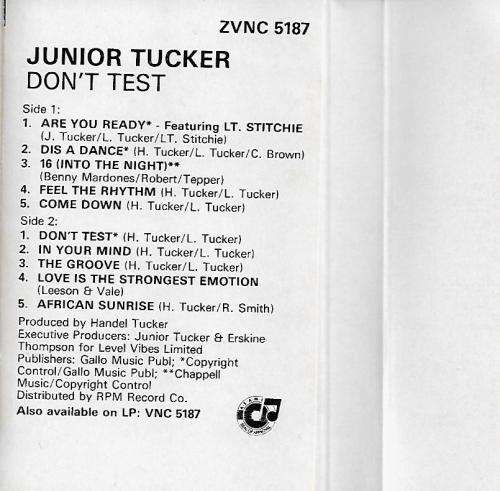 ZVNC 5187
JUNIOR TUCKER
DON'T TEST
Side 1:
1. ARE YOU READY* - Featuring LT. STITCHIE
(J. Tucker/L. Tucker/LT. Stitchie)
2. DIS A DANCE* (H. Tucker/L. Tucker/C. Brown)
3. 16 (INTO THE NIGHT)**
(Benny Mardones/Robert/Tepper)
4. FEEL THE RHYTHM (H. Tucker/L. Tucker)
5. COME DOWN (H. Tucker/L. Tucker)
Side 2:
1. DON'T TEST* (H. Tucker/L. Tucker)
2. IN YOUR MIND (H. Tucker/L. Tucker)
3. THE GROOVE (H. Tucker/L. Tucker)
4. LOVE IS THE STRONGEST EMOTION
(Leeson & Vale)
5. AFRICAN SUNRISE (H. Tucker/R. Smith)
Produced by Handel Tucker
Executive Producers: Junior Tucker & Erskine
Thompson for Level Vibes Limited
Publishers: Gallo Music Publ; *Copyright
Control/Gallo Music Publ; **Chappell
Music/Copyright Control
Distributed by RPM Record Co.
Also available on LP: VNC 5187